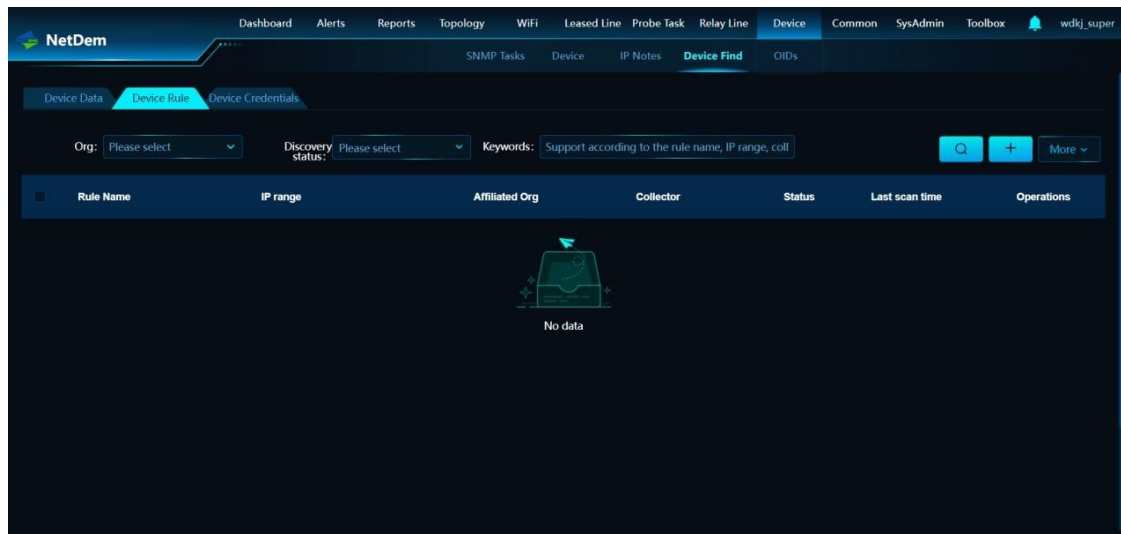 NetDem
Dashboard Alerts Reports Topology WiFi Leased Line Probe Task Relay Line Device Common SysAdmin Toolbox wdkj_super
SNMP Tasks Device IP Notes Device Find OIDs
Device Data Device Rule Device Credentials
Org: Please select Discovery status: Please select Keywords: Support according to the rule name, IP range, coll More
Rule Name IP range Affiliated Org Collector Status Last scan time Operations
No data